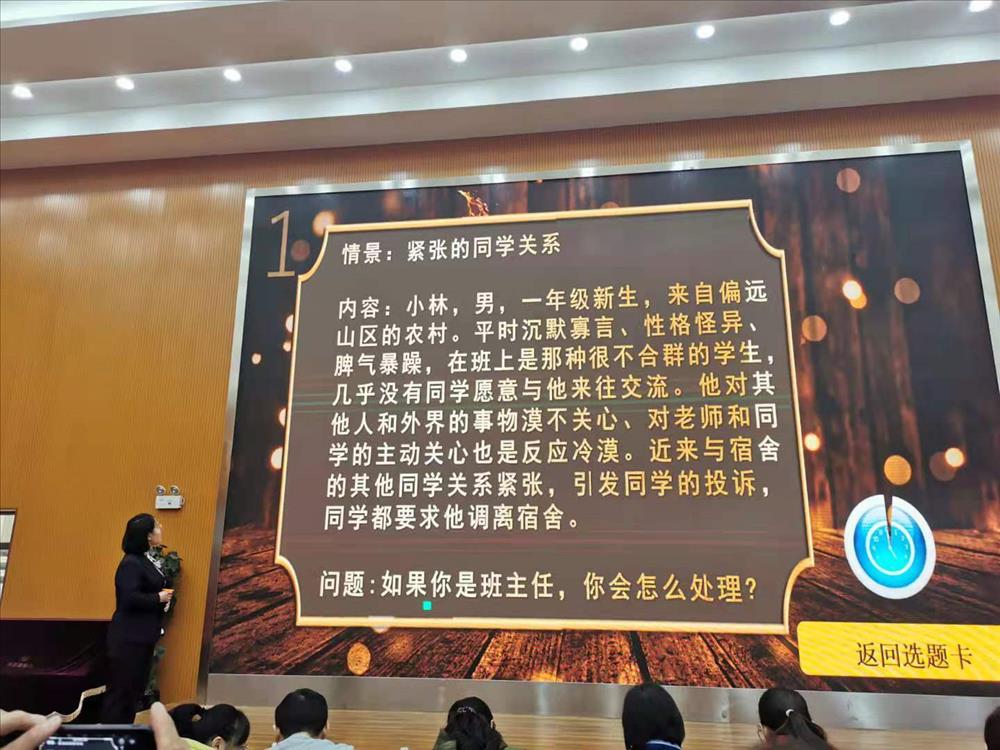 1
情景：紧张的同学关系
内容：小林，男，一年级新生，来自偏远
山区的农村。平时沉默寡言、性格怪异、
脾气暴躁，在班上是那种很不合群的学生，
几乎没有同学愿意与他来往交流。他对其
他人和外界的事物漠不关心、对老师和同
学的主动关心也是反应冷漠。近来与宿舍
的其他同学关系紧张，引发同学的投诉，
同学都要求他调离宿舍。
问题:如果你是班主任，你会怎么处理?
返回选题卡